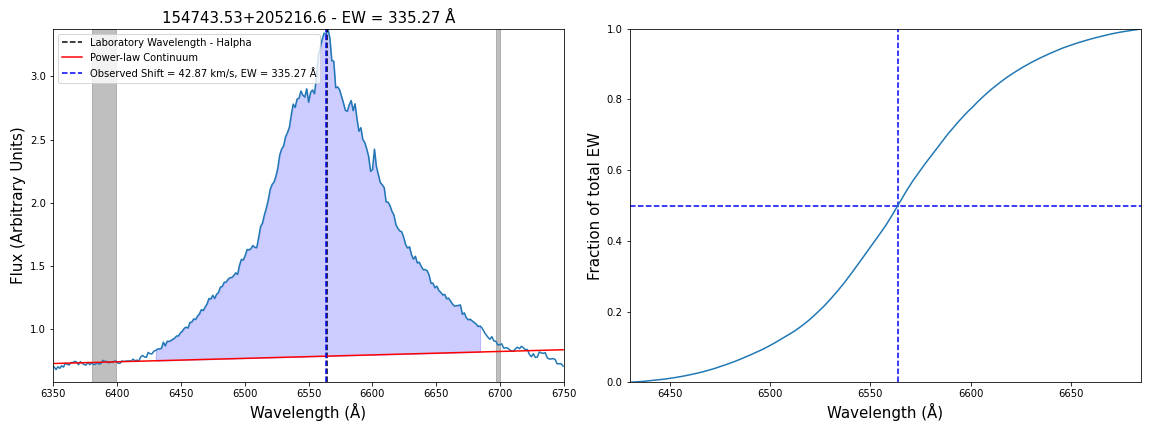 154743.53+205216.6 - EW = 335.27 Å
Laboratory Wavelength - Halpha
Power-law Continuum
Observed Shift = 42.87 km/s, EW = 335.27 Å
Flux (Arbitrary Units)
3.0
2.5
2.0
1.5
1.0
6350 6400 6450 6500 6550 6600 6650 6700 6750
Wavelength (Å)
Fraction of total EW
1.0
0.8
0.6
0.4
0.2
0.0
6450 6500 6550 6600 6650
Wavelength (Å)